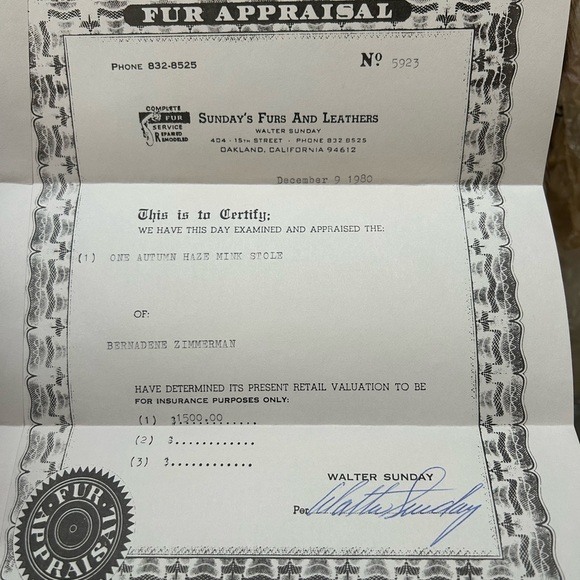 FUR APPRAISAL
PHONE 832-8525
Nº 5923
COMPLETE
FUR
SERVICE
REPAIRED
REMODELED
SUNDAY'S FURS AND LEATHERS
WALTER SUNDAY
404 - 15TH STREET - PHONE 832 8525
OAKLAND, CALIFORNIA 94612
December 9 1980
This is to Certify;
WE HAVE THIS DAY EXAMINED AND APPRAISED THE:
(1) ONE AUTUMN HAZE MINK STOLE
OF:
BERNADENE ZIMMERMAN
HAVE DETERMINED ITS PRESENT RETAIL VALUATION TO BE
FOR INSURANCE PURPOSES ONLY:
(1) $1500.00......
(2) $............
(3) $............
WALTER SUNDAY
Per Walter Sunday
FUR APPRAISAL